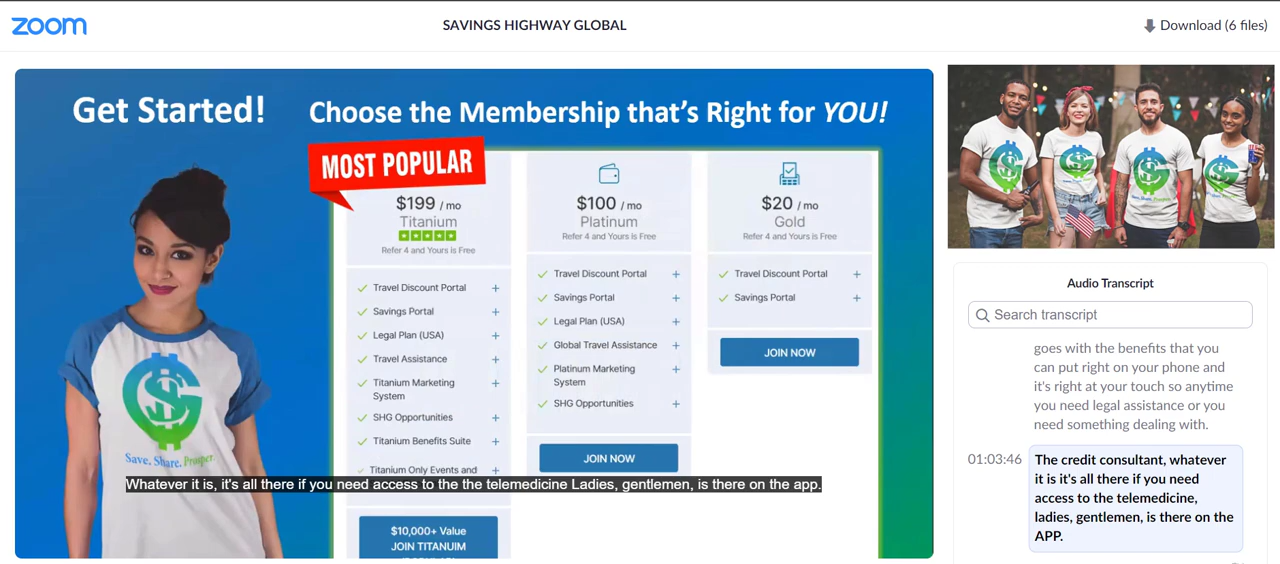 zoom
SAVINGS HIGHWAY GLOBAL
Download (6 files)
Get Started!
Choose the Membership that's Right for YOU!
MOST POPULAR
$199 / mo
Titanium
Refer 4 and Yours is Free
Travel Discount Portal +
Savings Portal +
Legal Plan (USA) +
Travel Assistance +
Titanium Marketing +
System
SHG Opportunities +
Titanium Benefits Suite +
Titanium Only Events and +
$10,000+ Value
JOIN TITANUIM
$100 / mo
Platinum
Refer 4 and Yours is Free
Travel Discount Portal +
Savings Portal +
Legal Plan (USA) +
Global Travel Assistance +
Platinum Marketing +
System
SHG Opportunities +
JOIN NOW
$20 / mo
Gold
Refer 4 and Yours is Free
Travel Discount Portal +
Savings Portal +
JOIN NOW
Save. Share. Prosper.
Whatever it is, it's all there if you need access to the the telemedicine Ladies, gentlemen, is there on the app.
Audio Transcript
Search transcript
goes with the benefits that you
can put right on your phone and
it's right at your touch so anytime
you need legal assistance or you
need something dealing with.
01:03:46
The credit consultant, whatever
it is it's all there if you need
access to the telemedicine,
ladies, gentlemen, is there on the
APP.